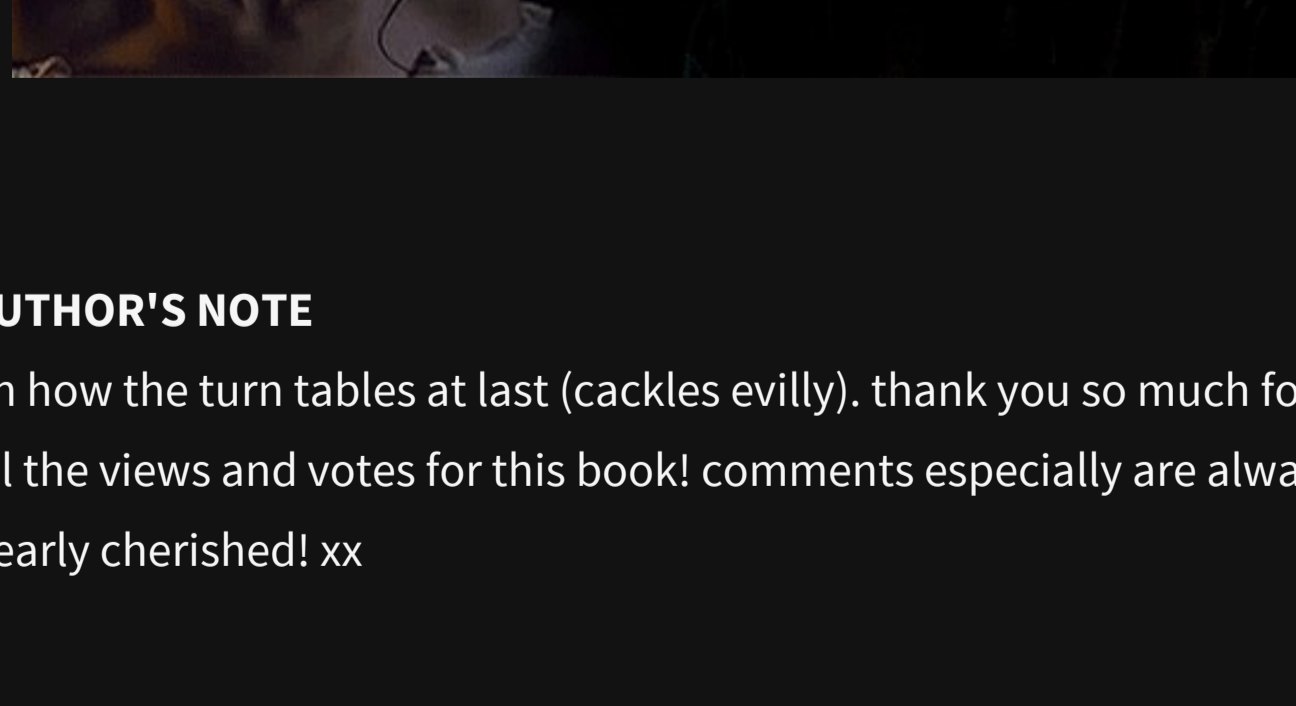 UTHOR'S NOTE
h how the turn tables at last (cackles evilly). thank you so much fo
l the views and votes for this book! comments especially are alwa
early cherished! xx